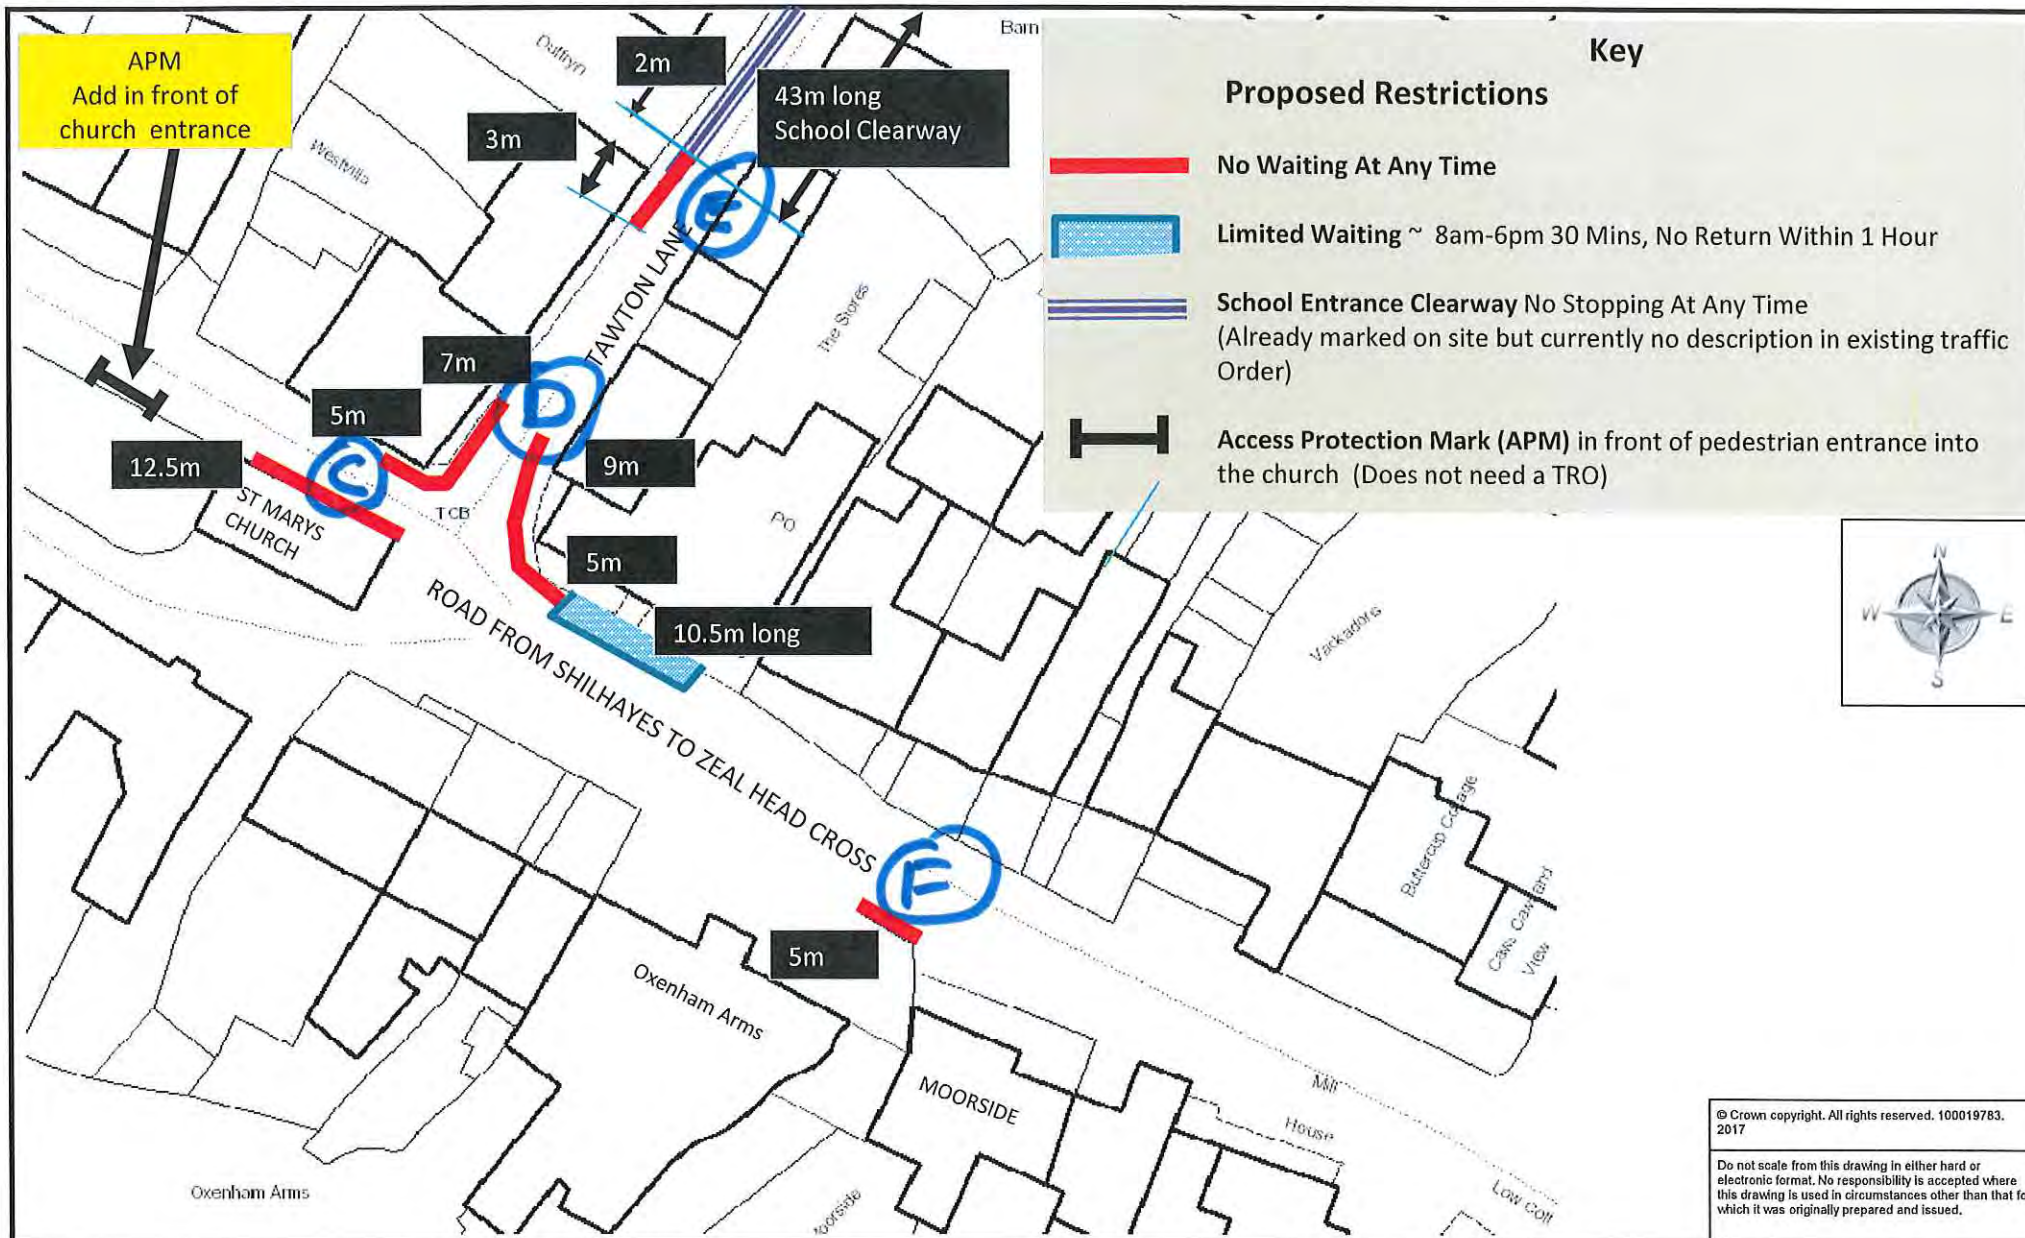 APM
Add in front of
church entrance
Daffryn
2m
Barn
43m long
School Clearway
3m
Westvilla
E
TAWTON LANE
The Stores
7m
D
5m
12.5m
C
9m
ST MARYS
CHURCH
TCB
PO
5m
10.5m long
ROAD FROM SHILHAYES TO ZEAL HEAD CROSS
Vackadors
F
5m
Buttercup Cottage
View
Oxenham Arms
MOORSIDE
Mill
House
Oxenham Arms
Moorside
Key
Proposed Restrictions
No Waiting At Any Time
Limited Waiting ~ 8am-6pm 30 Mins, No Return Within 1 Hour
School Entrance Clearway No Stopping At Any Time
(Already marked on site but currently no description in existing traffic
Order)
Access Protection Mark (APM) in front of pedestrian entrance into
the church (Does not need a TRO)
N
W
E
S
© Crown copyright. All rights reserved. 100019783.
2017
Do not scale from this drawing in either hard or
electronic format. No responsibility is accepted where
this drawing is used in circumstances other than that fo
which it was originally prepared and issued.